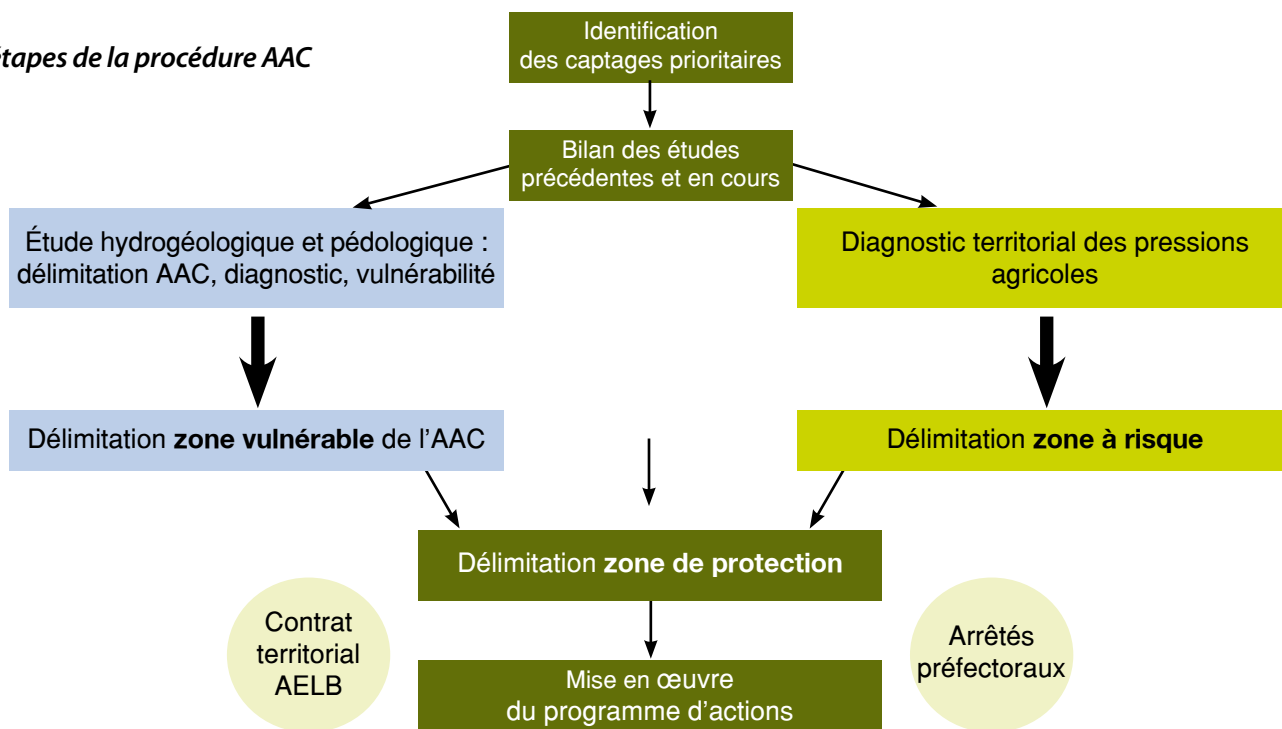 étapes de la procédure AAC
Identification
des captages prioritaires
Bilan des études
précédentes et en cours
Étude hydrogéologique et pédologique :
délimitation AAC, diagnostic, vulnérabilité
Diagnostic territorial des pressions
agricoles
Délimitation zone vulnérable de l'AAC
Délimitation zone à risque
Délimitation zone de protection
Contrat
territorial
AELB
Arrêtés
préfectoraux
Mise en œuvre
du programme d'actions